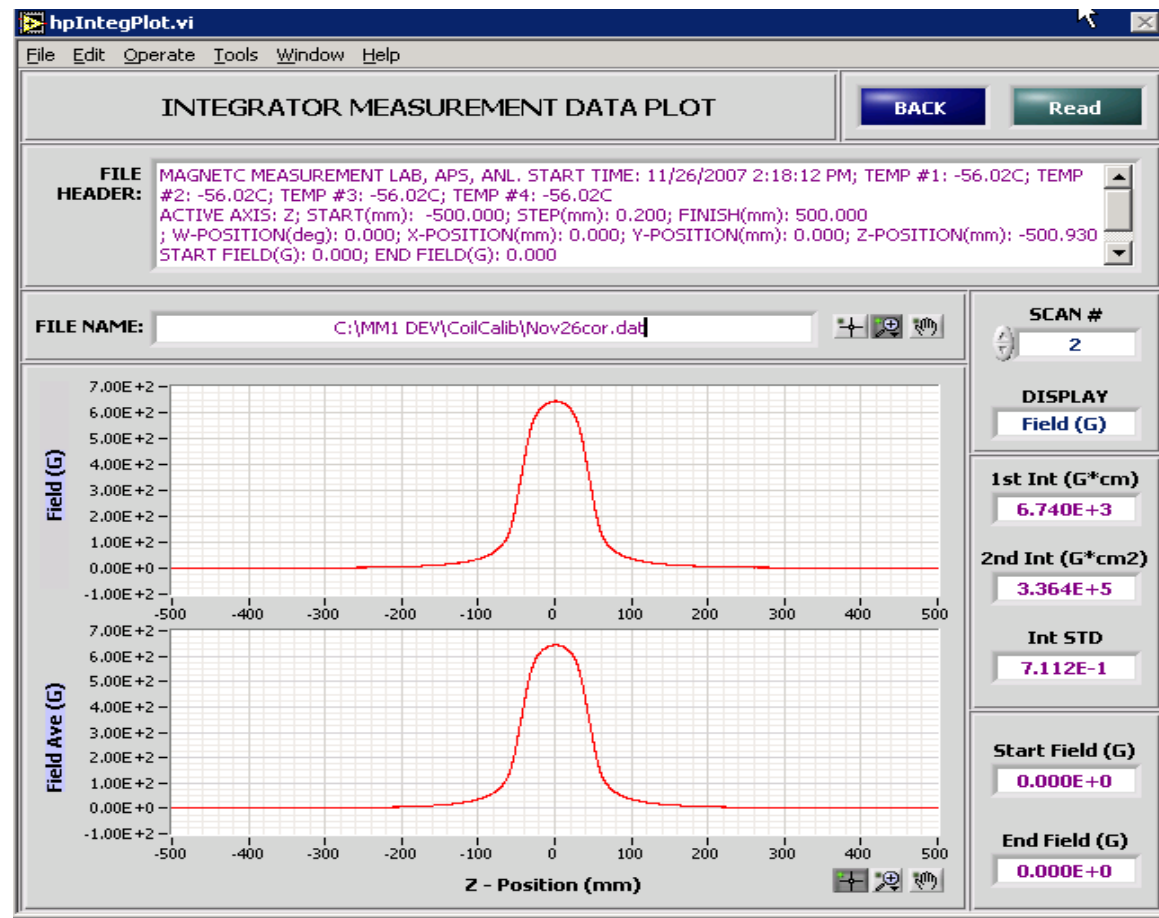 hpIntegPlot.vi
File Edit Operate Tools Window Help
INTEGRATOR MEASUREMENT DATA PLOT
BACK
Read
FILE HEADER:
MAGNETC MEASUREMENT LAB, APS, ANL. START TIME: 11/26/2007 2:18:12 PM; TEMP #1: -56.02C; TEMP
#2: -56.02C; TEMP #3: -56.02C; TEMP #4: -56.02C
ACTIVE AXIS: Z; START(mm): -500.000; STEP(mm): 0.200; FINISH(mm): 500.000
; W-POSITION(deg): 0.000; X-POSITION(mm): 0.000; Y-POSITION(mm): 0.000; Z-POSITION(mm): -500.930
START FIELD(G): 0.000; END FIELD(G): 0.000
FILE NAME:
C:\MM1 DEV\CoilCalib\Nov26cor.dat
SCAN #
2
DISPLAY
Field (G)
1st Int (G*cm)
6.740E+3
2nd Int (G*cm2)
3.364E+5
Int STD
7.112E-1
Start Field (G)
0.000E+0
End Field (G)
0.000E+0
Field (G)
7.00E+2
6.00E+2
5.00E+2
4.00E+2
3.00E+2
2.00E+2
1.00E+2
0.00E+0
-1.00E+2
-500 -400 -300 -200 -100 0 100 200 300 400 500
Field Ave (G)
7.00E+2
6.00E+2
5.00E+2
4.00E+2
3.00E+2
2.00E+2
1.00E+2
0.00E+0
-1.00E+2
-500 -400 -300 -200 -100 0 100 200 300 400 500
Z - Position (mm)